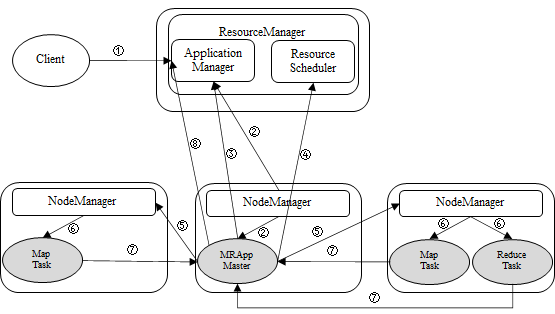 ResourceManager
Client
①
Application
Manager
Resource
Scheduler
②
⑧
③
④
NodeManager
NodeManager
NodeManager
⑥
⑤
②
⑤
⑥
⑥
Map
Task
⑦
MRApp
Master
⑦
Map
Task
Reduce
Task
⑦